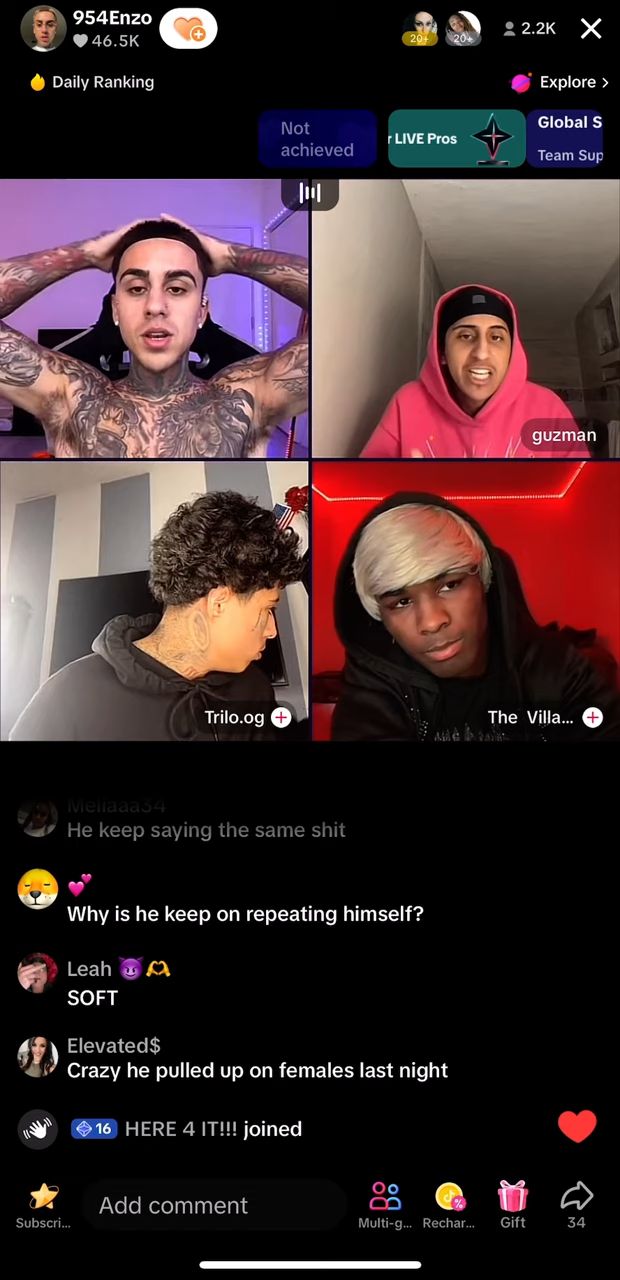 954Enzo
46.5K
20+
20+
2.2K
Daily Ranking
Explore >
Not
achieved
r LIVE Pros
Global S
Team Sup
guzman
Trilo.og
The Villa...
Mellaaa34
He keep saying the same shit
💕
Why is he keep on repeating himself?
Leah 😈🫶
SOFT
Elevated$
Crazy he pulled up on females last night
16 HERE 4 IT!!! joined
Add comment
Subscri...
Multi-g...
Rechar...
Gift
34